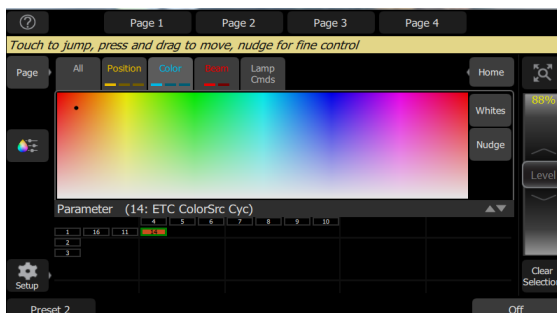 Page 1 Page 2 Page 3 Page 4
Touch to jump, press and drag to move, nudge for fine control
Page All Position Color Beam Lamp Cmds Home
88%
Whites
Nudge
Level
Parameter (14: ETC ColorSrc Cyc)
4 5 6 7 8 9 10
1 16 11 14
2
3
Setup
Clear Selection
Preset 2 Off